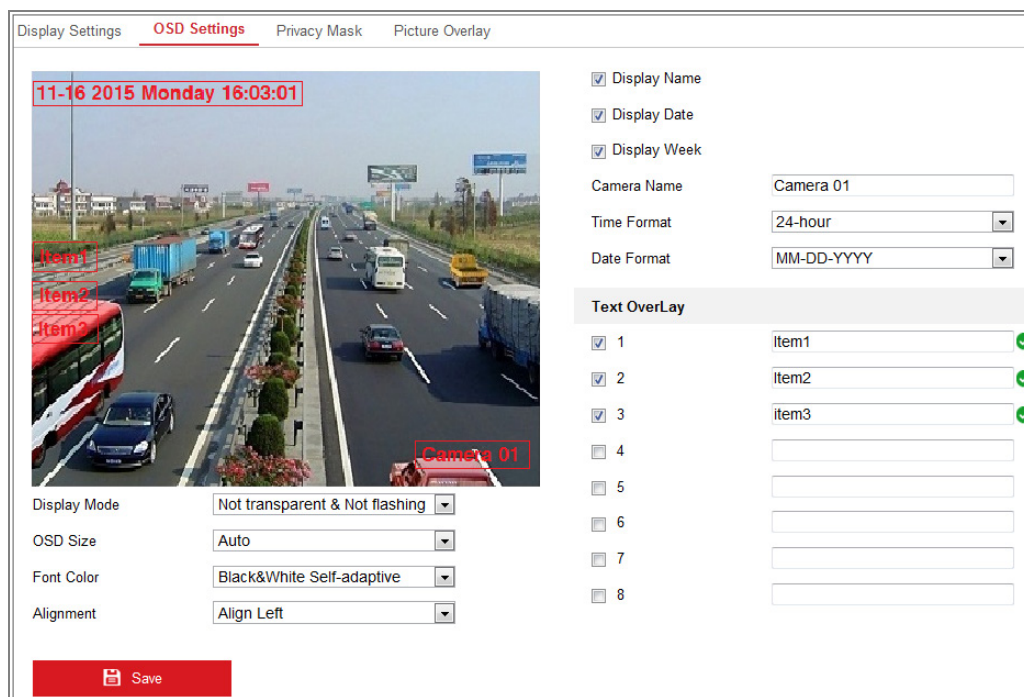 Display Settings OSD Settings Privacy Mask Picture Overlay
11-16 2015 Monday 16:03:01
Item1
Item2
Item3
Camera 01
Display Mode Not transparent & Not flashing
OSD Size Auto
Font Color Black&White Self-adaptive
Alignment Align Left
Save
Display Name
Display Date
Display Week
Camera Name Camera 01
Time Format 24-hour
Date Format MM-DD-YYYY
Text OverLay
1 Item1
2 Item2
3 item3
4
5
6
7
8